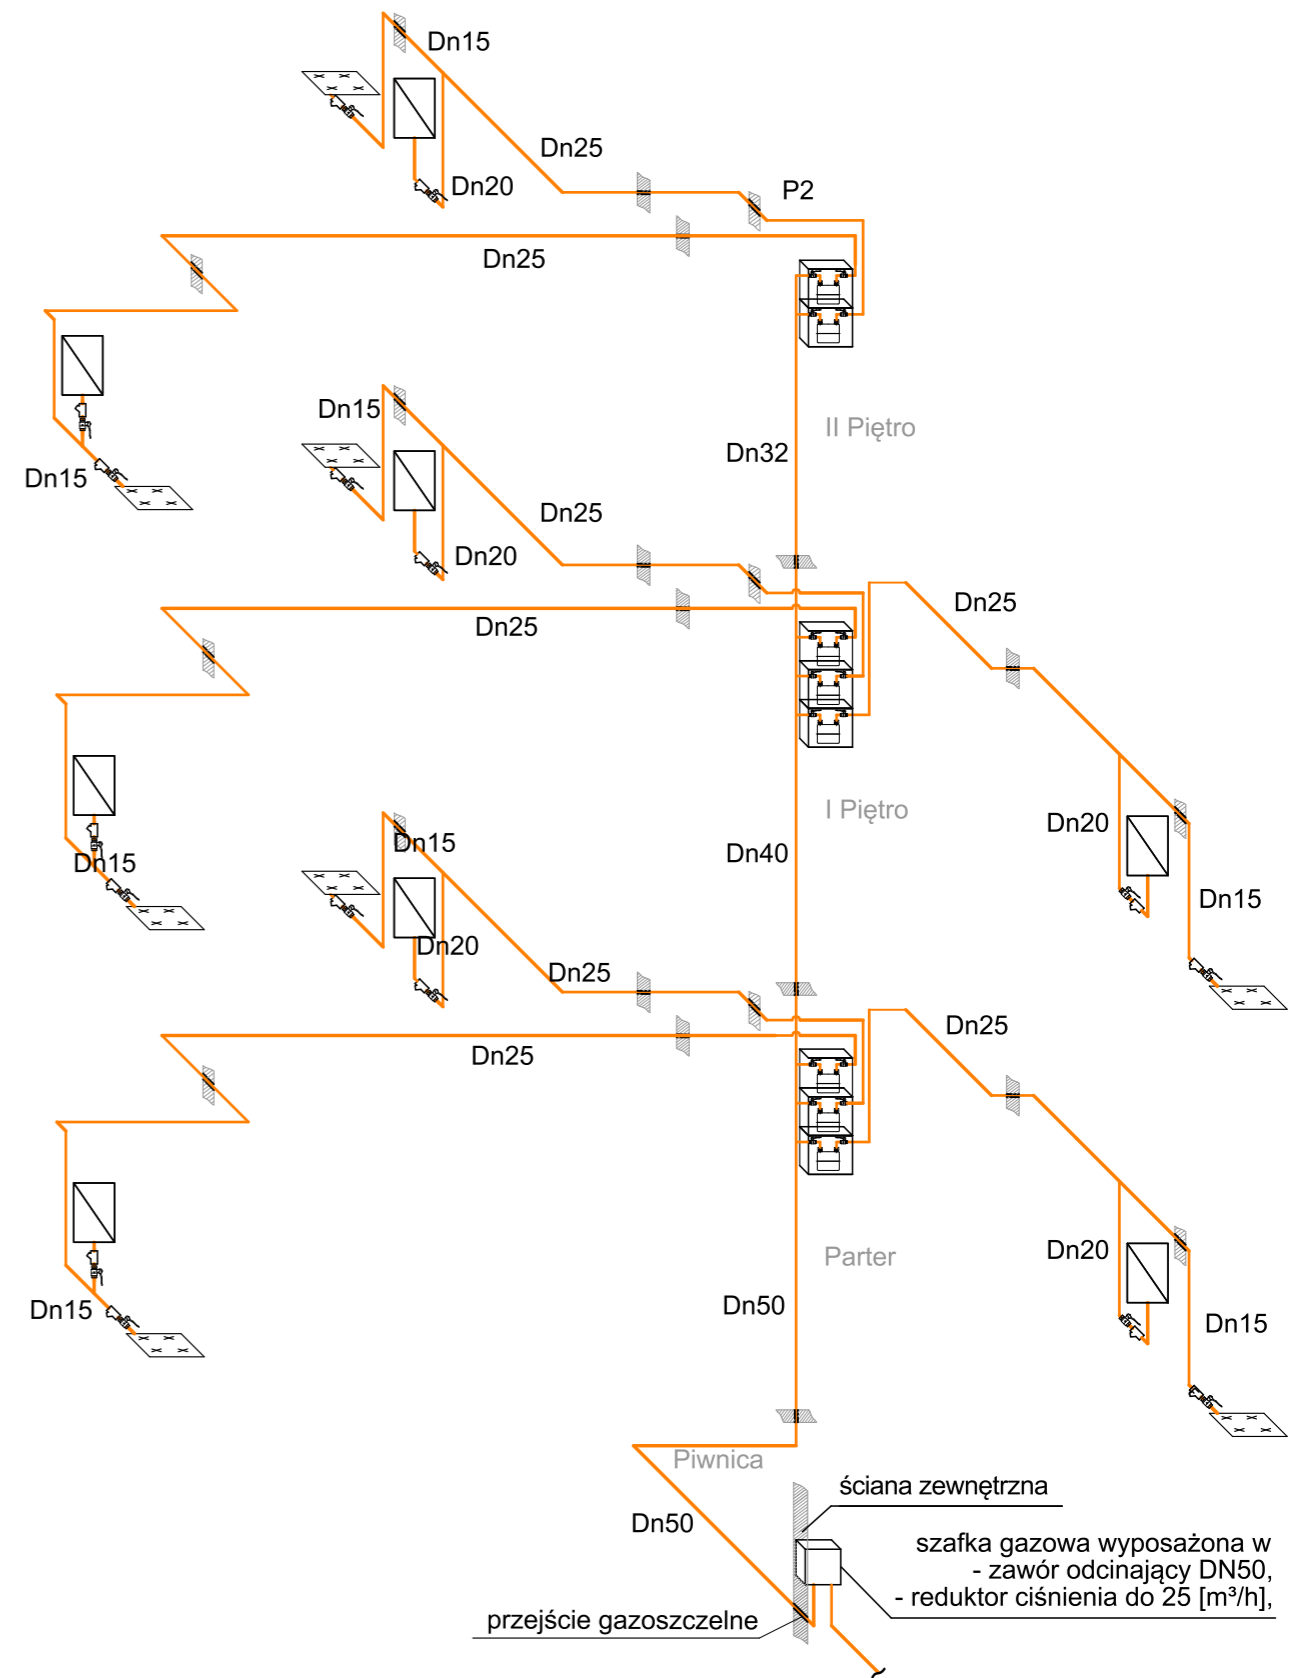 Dn15
Dn25
Dn20
P2
Dn25
Dn15
II Piętro
Dn32
Dn15
Dn25
Dn20
Dn25
Dn25
I Piętro
Dn20
Dn15
Dn40
Dn15
Dn15
Dn20
Dn25
Dn25
Dn25
Dn20
Parter
Dn50
Dn15
Dn15
Piwnica
ściana zewnętrzna
Dn50
szafka gazowa wyposażona w
- zawór odcinający DN50,
- reduktor ciśnienia do 25 [m³/h],
przejście gazoszczelne